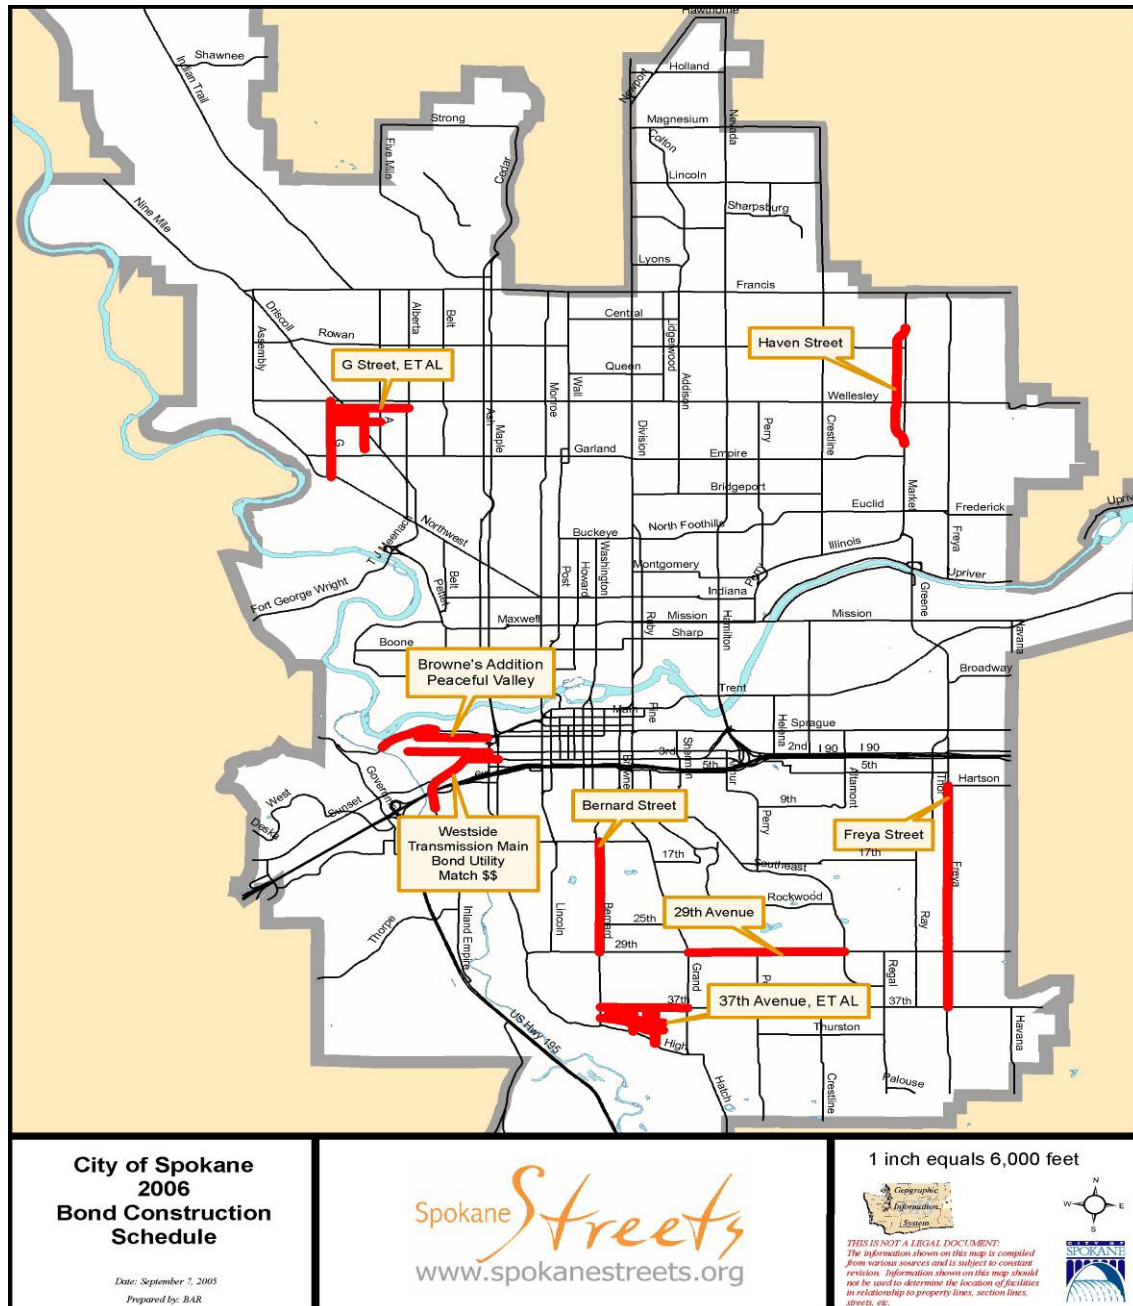 Hawthorne
Shawnee
Indian Trail
Holland
Newport
Nevada
Strong
Magnesium
Colton
Five Mile
Cedar
Lincoln
Nine Mile
Sharpsburg
Lyons
Francis
Driscoll
Assembly
Rowan
Alberta
Belt
Central
Lidgerwood
Haven Street
G Street, ET AL
Queen
Wall
Monroe
Addison
Wellesley
A
G
Ash
Maple
Garland
Division
Empire
Perry
Crestline
Bridgeport
Market
Euclid
Frederick
Northwest
T J Meenach
Buckeye
North Foothills
Freya
Illinois
Belt
Pettet
Post
Howard
Washington
Montgomery
Perry
Upriver
Fort George Wright
Indiana
Greene
Maxwell
Mission
Ruby
Hamilton
Mission
Boone
Sharp
Havana
Browne's Addition
Peaceful Valley
Broadway
Trent
Main
Pine
Helena
Sprague
3rd
Sherman
2nd
I 90
I 90
5th
Arthur
5th
Altamont
Hartson
Browne
West
Sunset
Deska
9th
Perry
Bernard Street
Freya Street
Westside
Transmission Main
Bond Utility
Match $$
17th
Southeast
17th
Freya
Rockwood
29th Avenue
Thorpe
Inland Empire
Lincoln
Bernard
25th
29th
Ray
Grand
Regal
37th
37th Avenue, ET AL
37th
Thurston
High
US Hwy 195
Hatch
Crestline
Palouse
Havana
City of Spokane
2006
Bond Construction
Schedule
Date: September 7, 2005
Prepared by: BAR
Spokane Streets
www.spokanestreets.org
1 inch equals 6,000 feet
Geographic
Information
System
N
W E
S
THIS IS NOT A LEGAL DOCUMENT:
The information shown on this map is compiled
from various sources and is subject to constant
revision. Information shown on this map should
not be used to determine the location of facilities
in relationship to property lines, section lines,
streets, etc.
CITY OF
SPOKANE